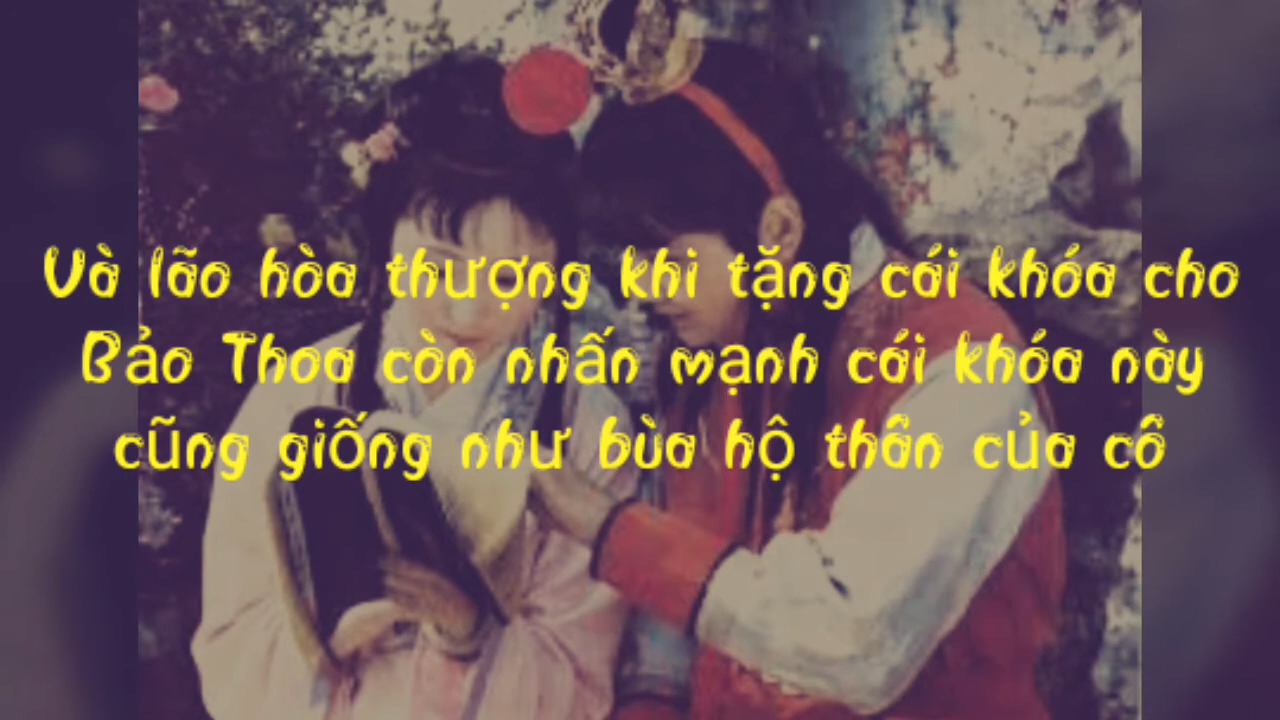 Và lão hòa thượng khi tặng cái khóa cho
Bảo Thoa còn nhấn mạnh cái khóa này
cũng giống như bùa hộ thân của cô